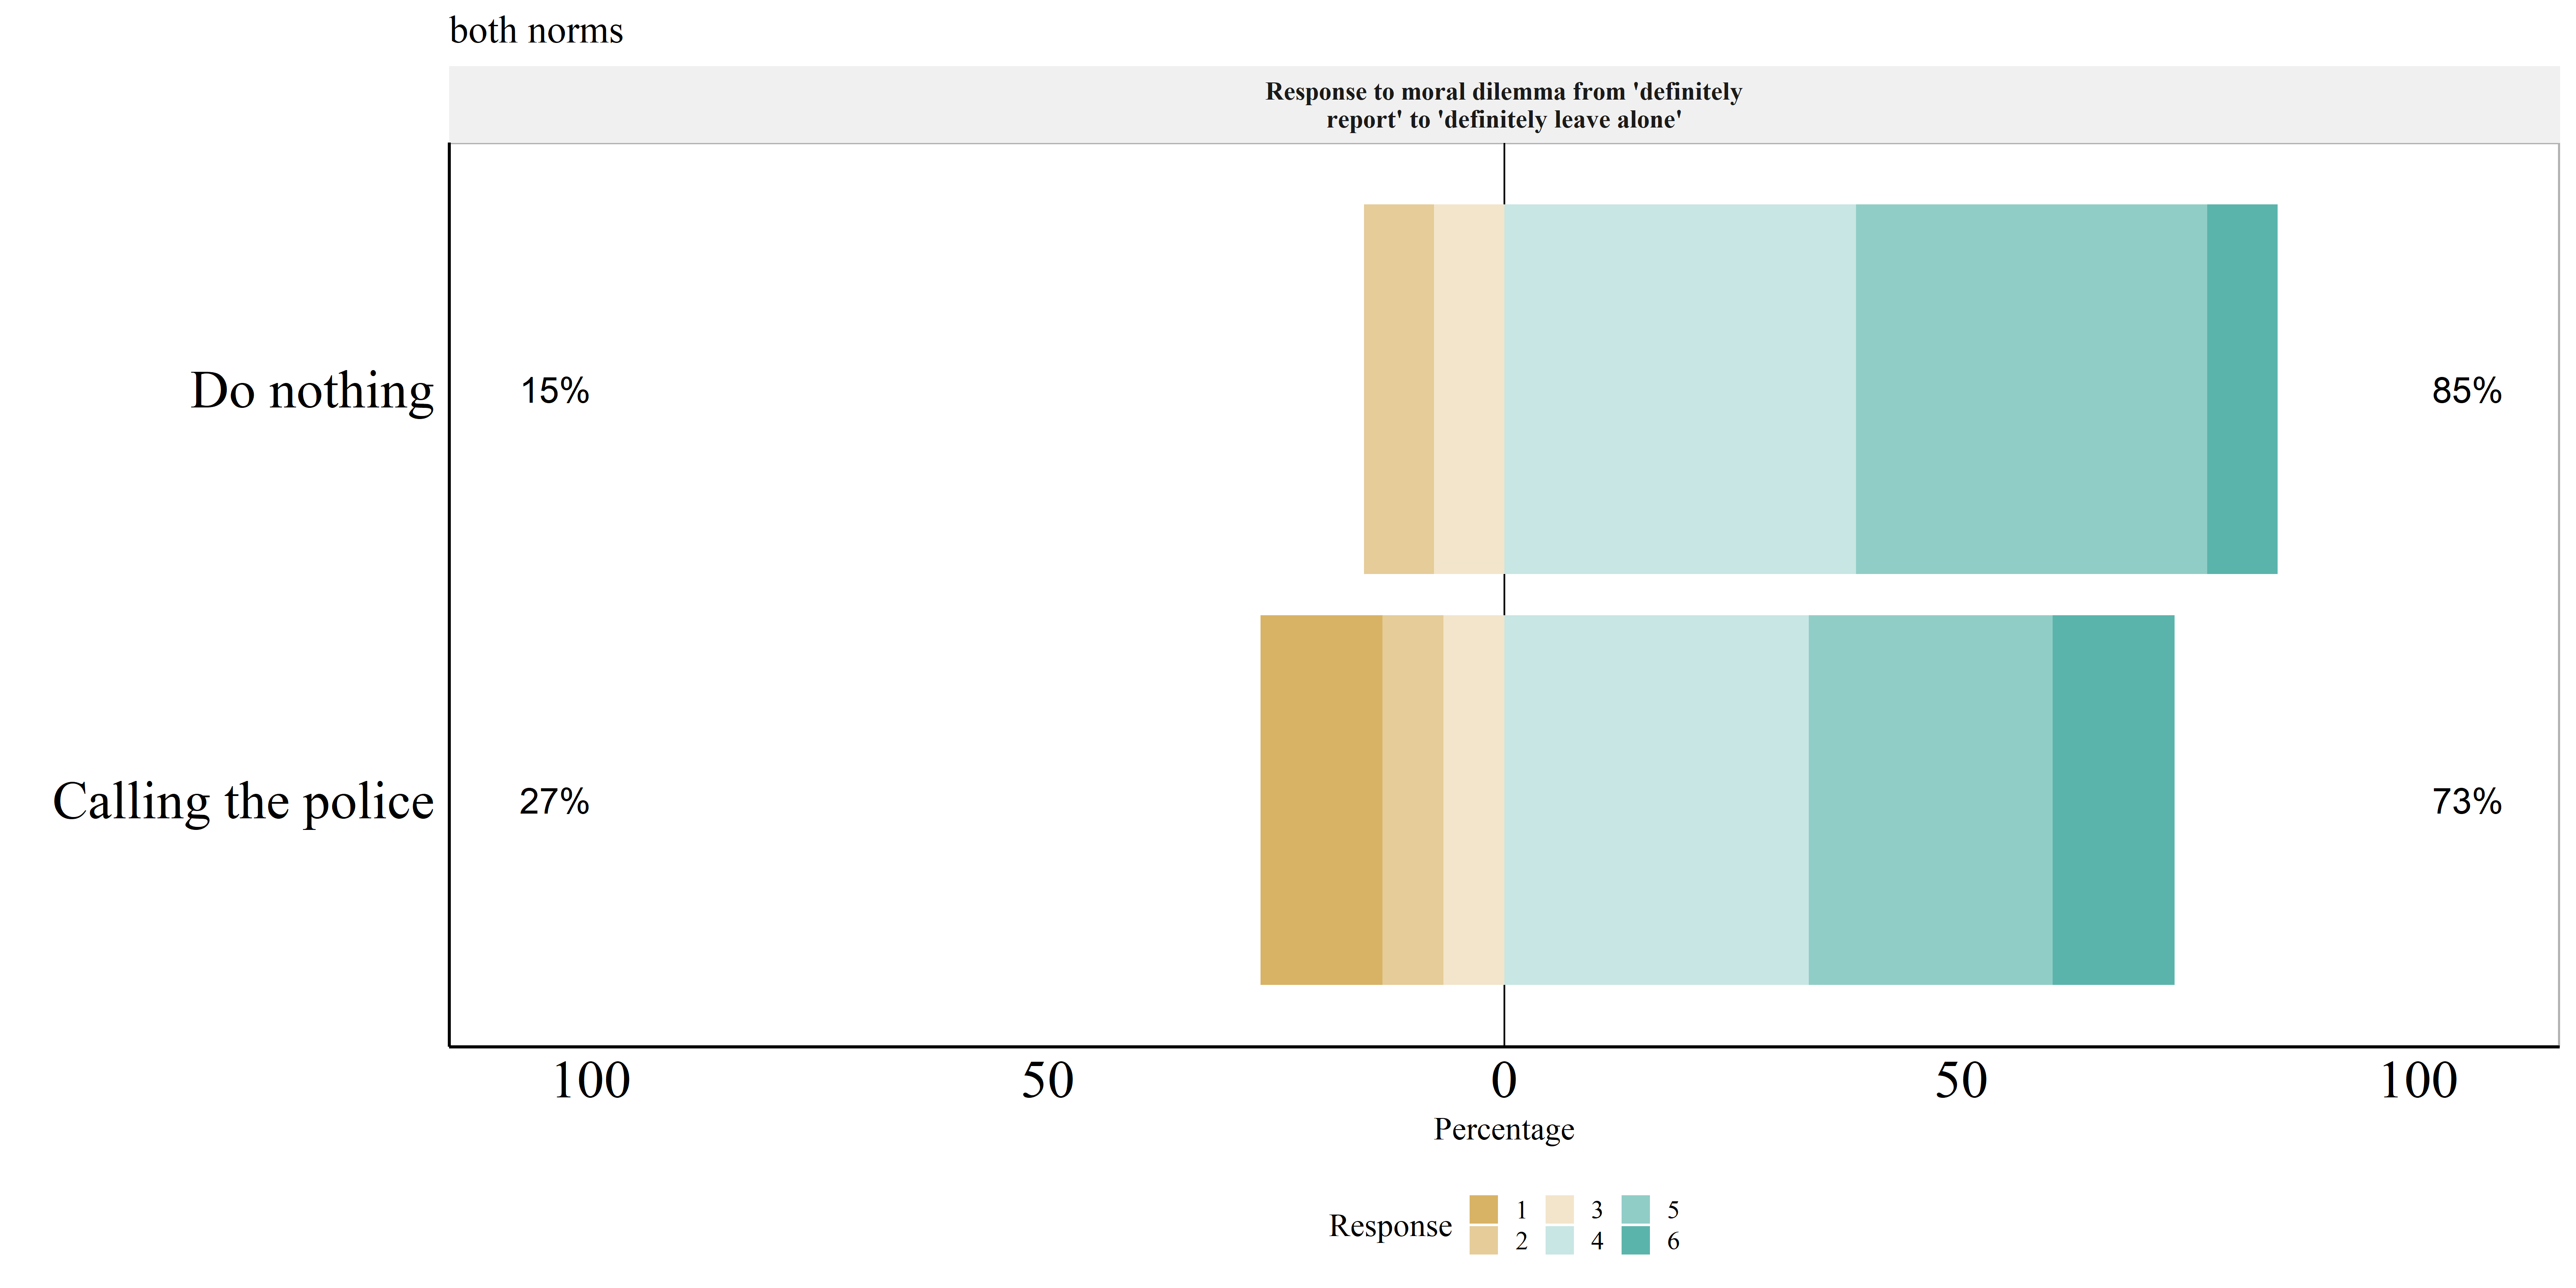 both norms
Response to moral dilemma from 'definitely
report' to 'definitely leave alone'
Do nothing
15%
85%
Calling the police
27%
73%
100
50
0
50
100
Percentage
Response
1
3
5
2
4
6